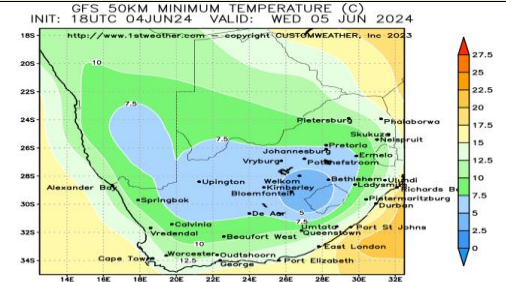 GFS 50KM MINIMUM TEMPERATURE (C)
INIT: 18UTC 04JUN24 VALID: WED 05 JUN 2024
http://www.1stweather.com — copyright CUSTOMWEATHER, Inc 2023
18S
20S
22S
24S
26S
28S
30S
32S
34S
10
7.5
7.5
Pietersburg
Phalaborwa
Skukuza
Nelspruit
Pretoria
Johannesburg
Ermelo
Vryburg
Potchefstroom
Upington
Welkom
Bethlehem
Ulundi
Alexander Bay
Kimberley
Ladysmith
Richards B
Bloemfontein
Springbok
Pietermaritzburg
Durban
De Aar
5
7.5
Calvinia
Umtata
Port St Johns
Vredendal
Beaufort West
Queenstown
10
East London
Cape Town
Worcester
Oudtshoorn
12.5
George
Port Elizabeth
14E
16E
18E
20E
22E
24E
26E
28E
30E
32E
27.5
25
22.5
20
17.5
15
12.5
10
7.5
5
2.5
0